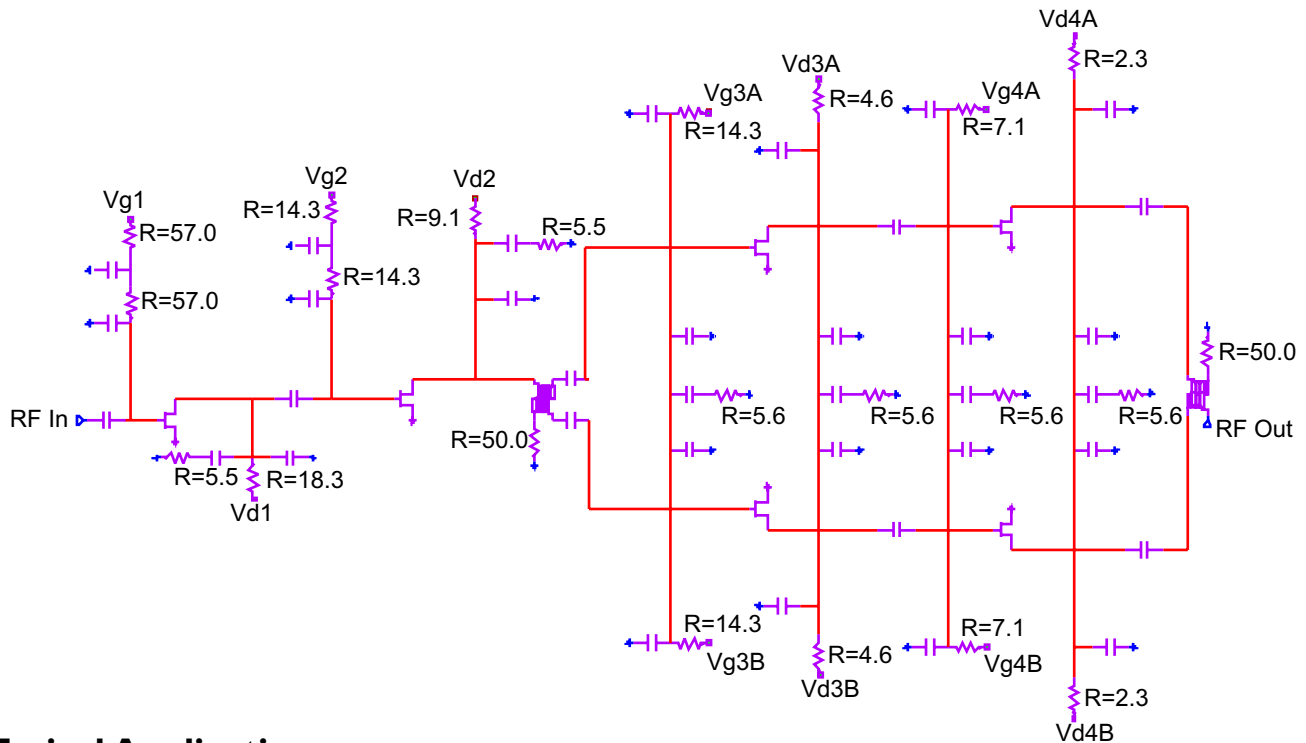 Vd4A
R=2.3
Vd3A
R=4.6
Vg3A
R=14.3
Vg4A
R=7.1
Vg1
R=57.0
R=57.0
Vg2
R=14.3
R=14.3
Vd2
R=9.1
R=5.5
R=50.0
R=5.6
R=5.6
R=5.6
R=5.6
R=50.0
RF In
RF Out
R=5.5
R=18.3
Vd1
R=14.3
Vg3B
R=4.6
Vd3B
R=7.1
Vg4B
R=2.3
Vd4B